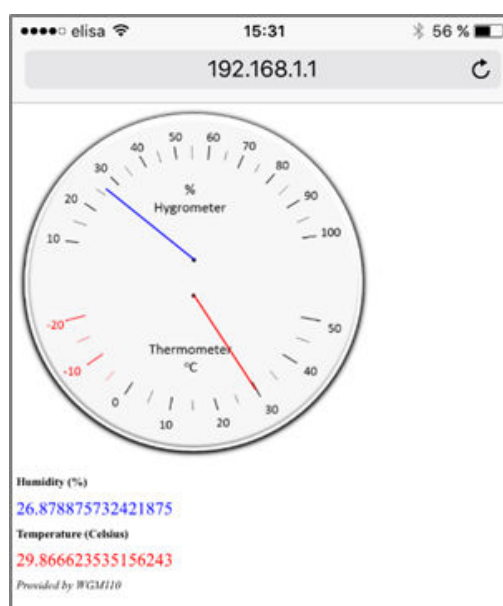 elisa 15:31 56 %
192.168.1.1
50 60
40 70
30 80
%
20 Hygrometer 90
10 100
-20 50
Thermometer
-10 °C 40
0 30
10 20
Humidity (%)
26.878875732421875
Temperature (Celsius)
29.866623535156243
Provided by WGM110